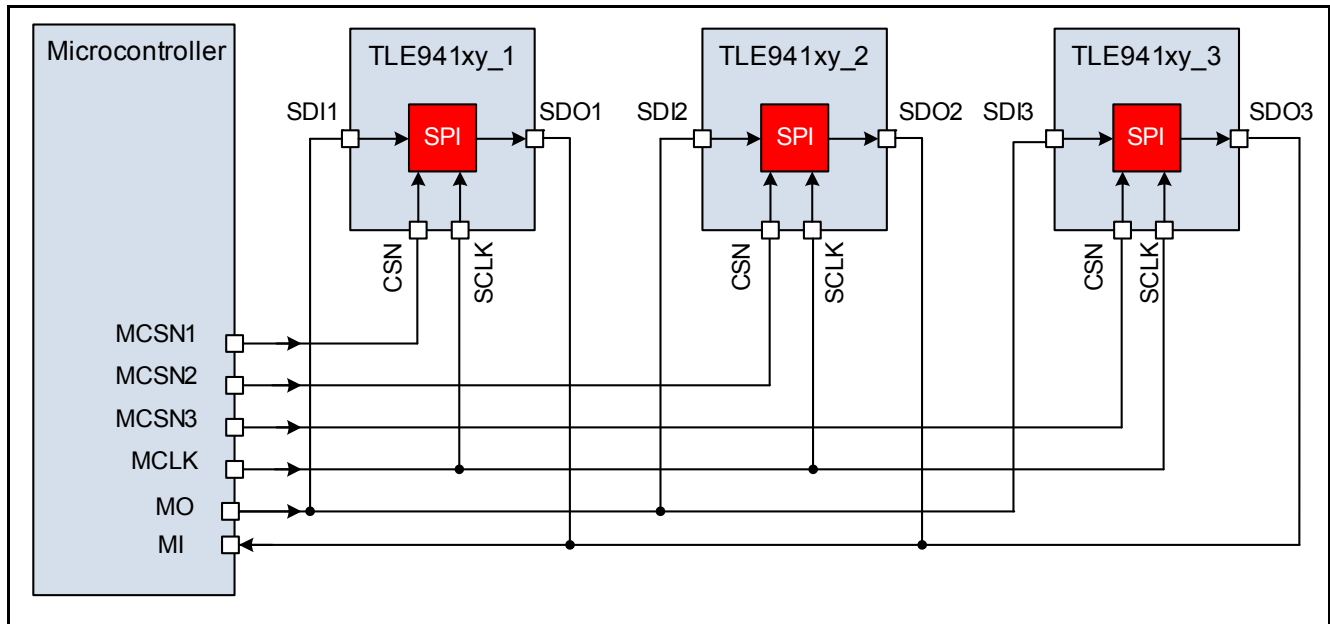 Microcontroller
TLE941xy_1
TLE941xy_2
TLE941xy_3
SDI1
SPI
SDO1
SDI2
SPI
SDO2
SDI3
SPI
SDO3
CSN
SCLK
CSN
SCLK
CSN
SCLK
MCSN1
MCSN2
MCSN3
MCLK
MO
MI